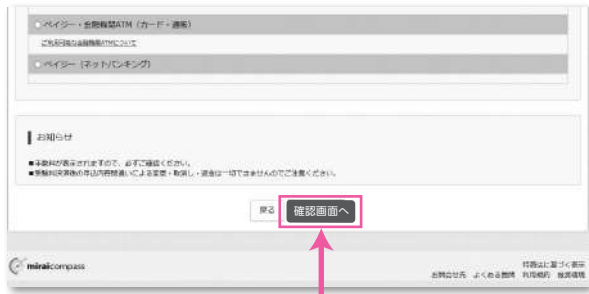 ペイジー・金融機関ATM（カード・通帳）
ご利用可能な金融機関ATMについて
ペイジー（ネットバンキング）
お知らせ
■手数料が表示されますので、必ずご確認ください。
■受験料決済後の申込内容間違いによる変更・取消し・返金は一切できませんのでご注意ください。
戻る 確認画面へ
miraicompass
特商法に基づく表示
お問合せ先 よくある質問 利用規約 推奨環境